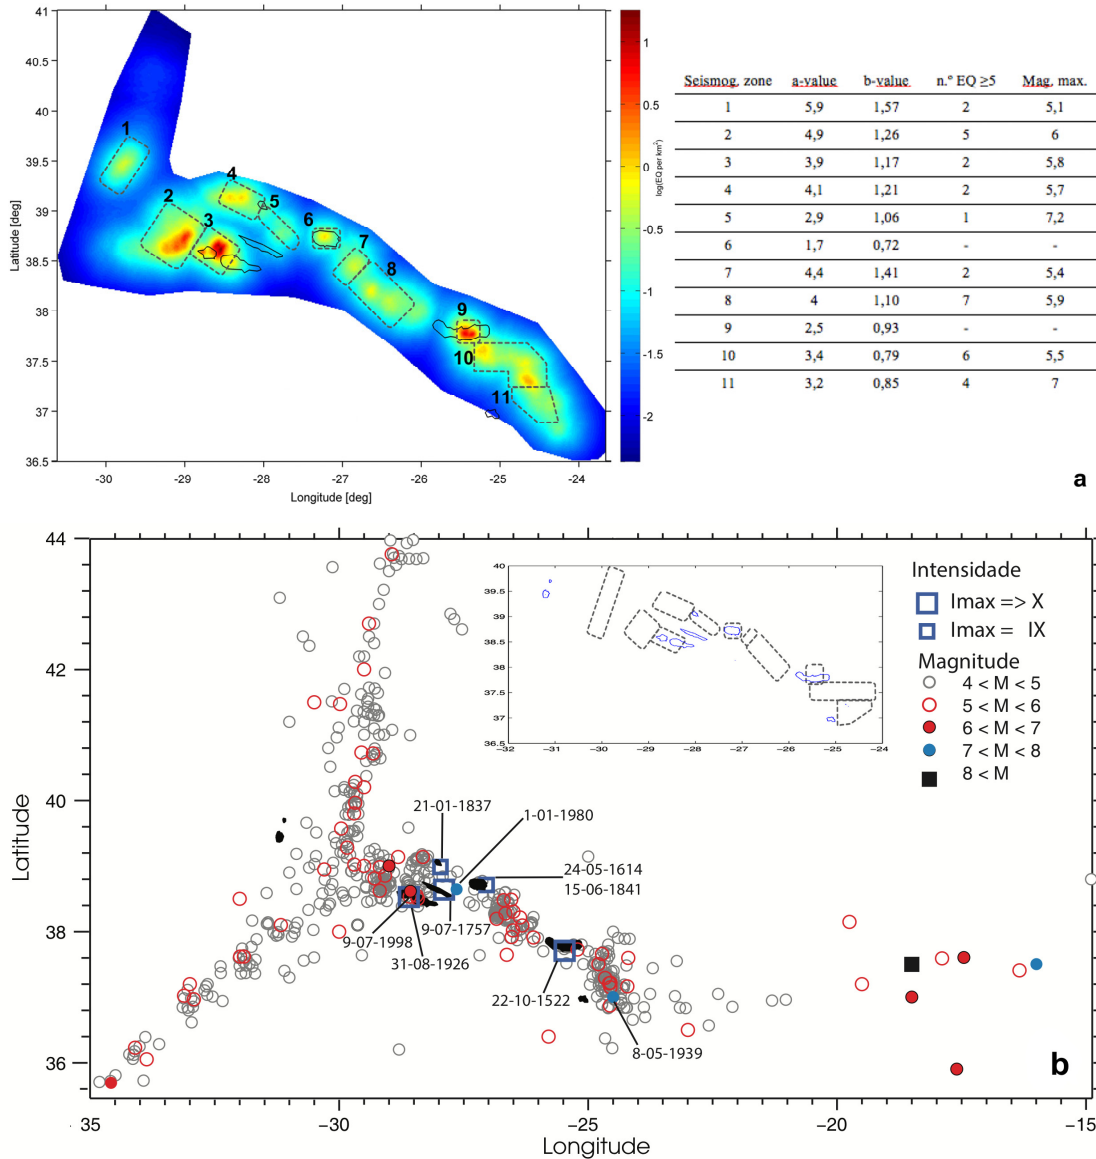 41
40.5
40
39.5
39
38.5
38
37.5
37
36.5
-30 -29 -28 -27 -26 -25 -24
Latitude [deg]
Longitude [deg]
1
2
3
4
5
6
7
8
9
10
11
1
0.5
0
-0.5
-1
-1.5
-2
log(EQ per km²)
Seismog. zone a-value b-value n.º EQ ≥5 Mag. max.
1 5,9 1,57 2 5,1
2 4,9 1,26 5 6
3 3,9 1,17 2 5,8
4 4,1 1,21 2 5,7
5 2,9 1,06 1 7,2
6 1,7 0,72 - -
7 4,4 1,41 2 5,4
8 4 1,10 7 5,9
9 2,5 0,93 - -
10 3,4 0,79 6 5,5
11 3,2 0,85 4 7
a
44
42
40
38
36
Latitude
35 −30 −25 −20 −15
Longitude
40
39.5
39
38.5
38
37.5
37
36.5
−32 −31 −30 −29 −28 −27 −26 −25 −24
Intensidade
Imax => X
Imax = IX
Magnitude
4 < M < 5
5 < M < 6
6 < M < 7
7 < M < 8
8 < M
21-01-1837
1-01-1980
24-05-1614
15-06-1841
9-07-1757
9-07-1998
31-08-1926
22-10-1522
8-05-1939
b